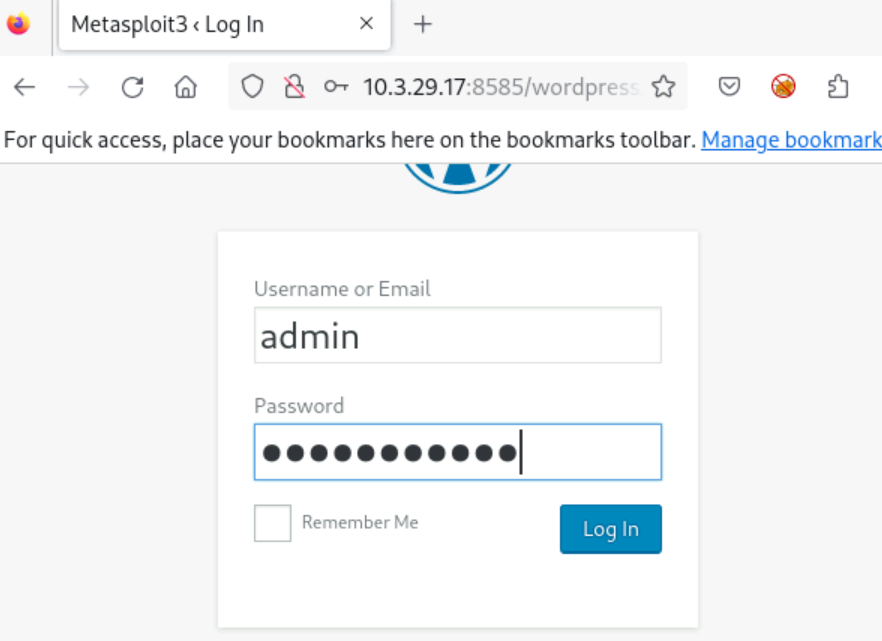 Metasploit3 ‹ Log In
10.3.29.17:8585/wordpress
For quick access, place your bookmarks here on the bookmarks toolbar. Manage bookmark
Username or Email
admin
Password
●●●●●●●●●●●
Remember Me
Log In